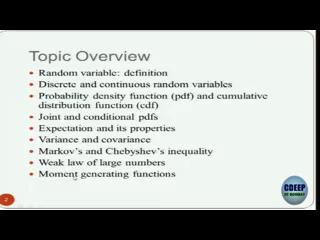 Topic Overview
Random variable: definition
Discrete and continuous random variables
Probability density function (pdf) and cumulative
distribution function (cdf)
Joint and conditional pdfs
Expectation and its properties
Variance and covariance
Markov's and Chebyshev's inequality
Weak law of large numbers
Moment generating functions
2
CDEEP
IIT BOMBAY